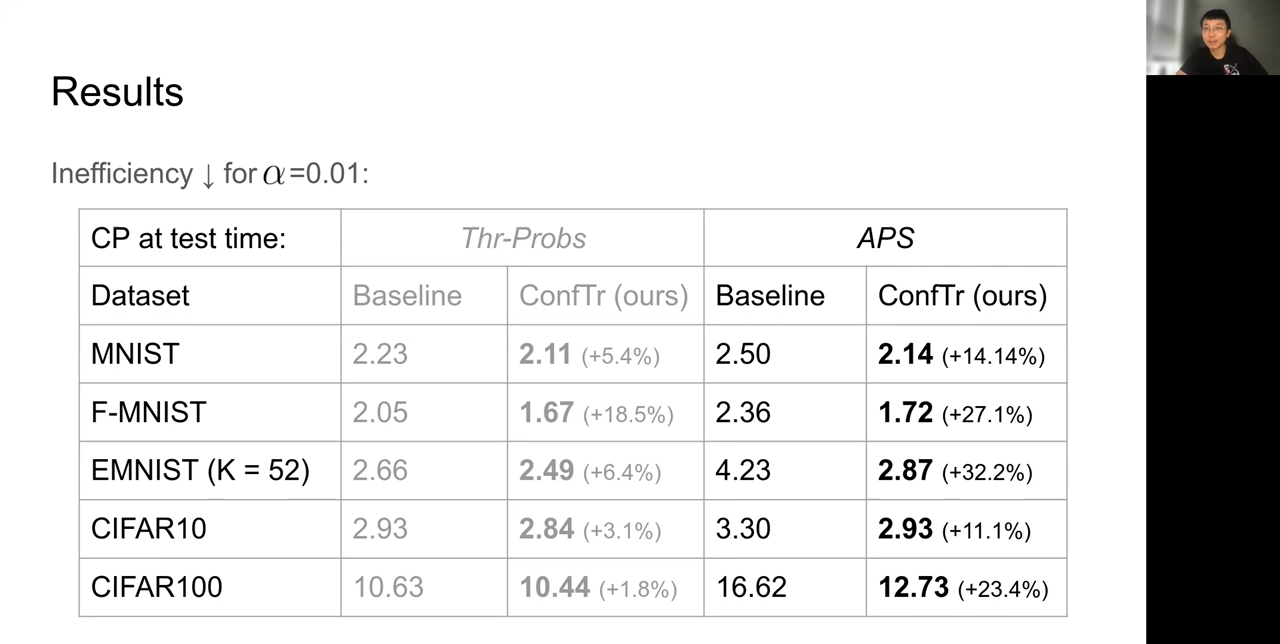 Results
Inefficiency ↓ for α=0.01:
CP at test time: Thr-Probs APS
Dataset Baseline ConfTr (ours) Baseline ConfTr (ours)
MNIST 2.23 2.11 (+5.4%) 2.50 2.14 (+14.14%)
F-MNIST 2.05 1.67 (+18.5%) 2.36 1.72 (+27.1%)
EMNIST (K = 52) 2.66 2.49 (+6.4%) 4.23 2.87 (+32.2%)
CIFAR10 2.93 2.84 (+3.1%) 3.30 2.93 (+11.1%)
CIFAR100 10.63 10.44 (+1.8%) 16.62 12.73 (+23.4%)